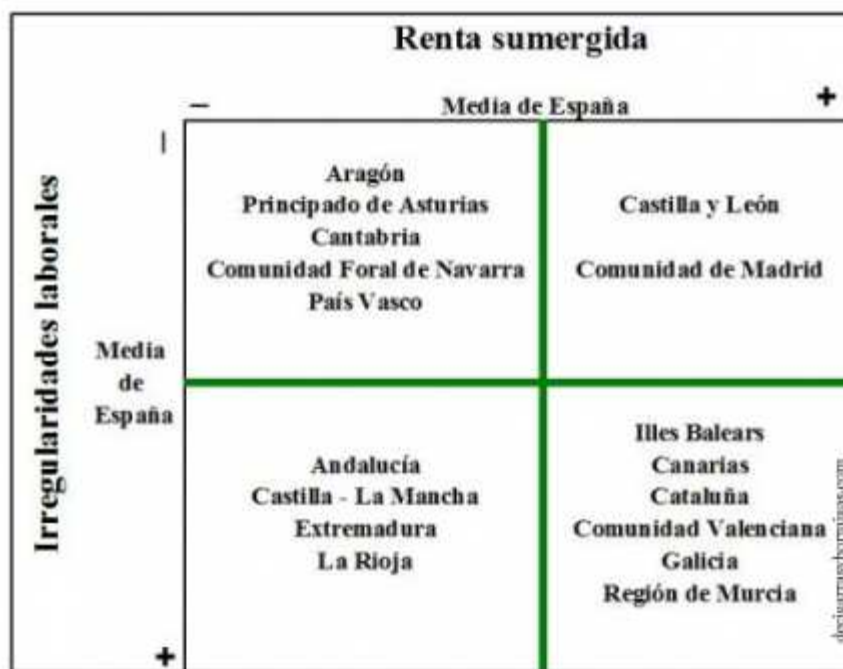 Renta sumergida
− Media de España +
−
Irregularidades laborales
Media
de
España
+
Aragón
Principado de Asturias
Cantabria
Comunidad Foral de Navarra
País Vasco
Castilla y León
Comunidad de Madrid
Andalucía
Castilla - La Mancha
Extremadura
La Rioja
Illes Balears
Canarias
Cataluña
Comunidad Valenciana
Galicia
Región de Murcia